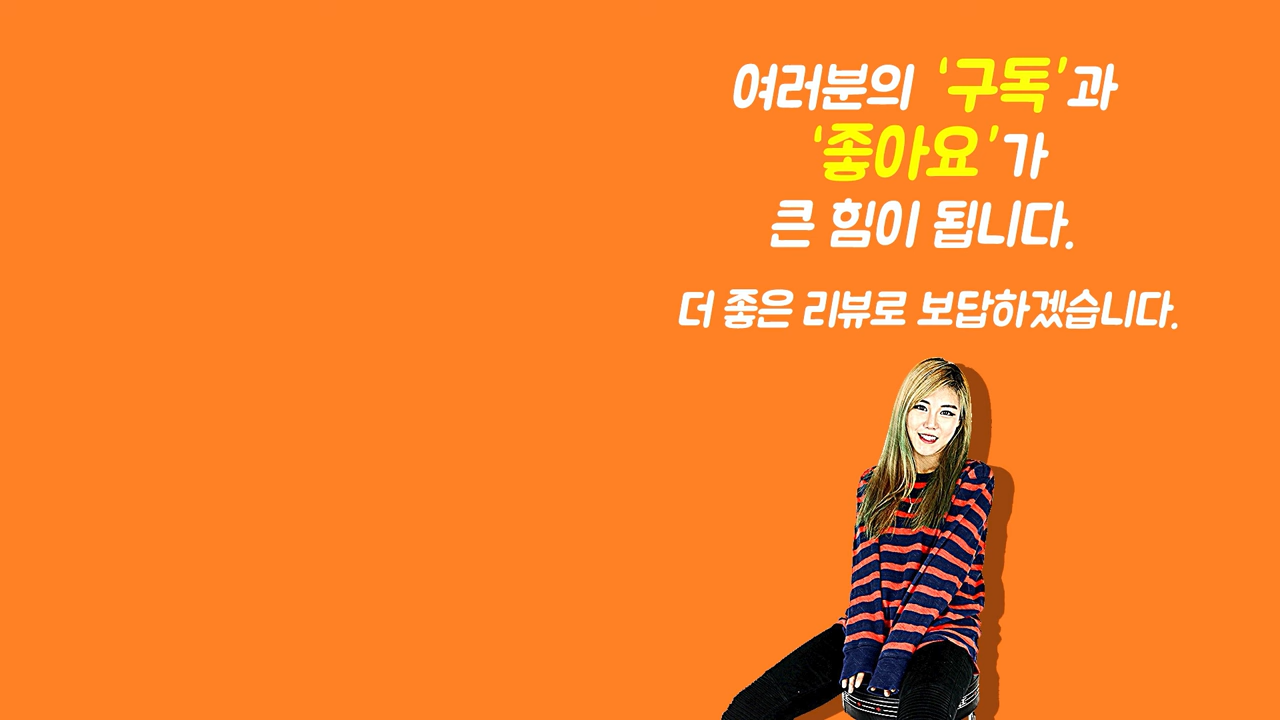 여러분의 '구독'과
'좋아요'가
큰 힘이 됩니다.
더 좋은 리뷰로 보답하겠습니다.